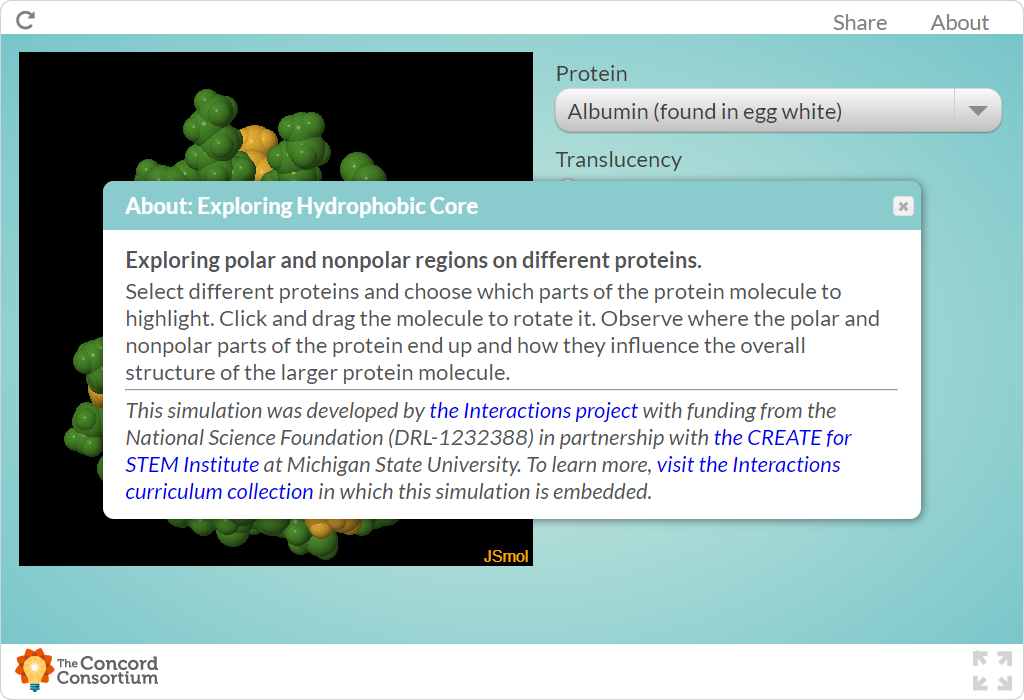 Share About
Protein
Albumin (found in egg white)
Translucency
About: Exploring Hydrophobic Core
Exploring polar and nonpolar regions on different proteins.
Select different proteins and choose which parts of the protein molecule to
highlight. Click and drag the molecule to rotate it. Observe where the polar and
nonpolar parts of the protein end up and how they influence the overall
structure of the larger protein molecule.
This simulation was developed by the Interactions project with funding from the
National Science Foundation (DRL-1232388) in partnership with the CREATE for
STEM Institute at Michigan State University. To learn more, visit the Interactions
curriculum collection in which this simulation is embedded.
JSmol
The Concord
Consortium